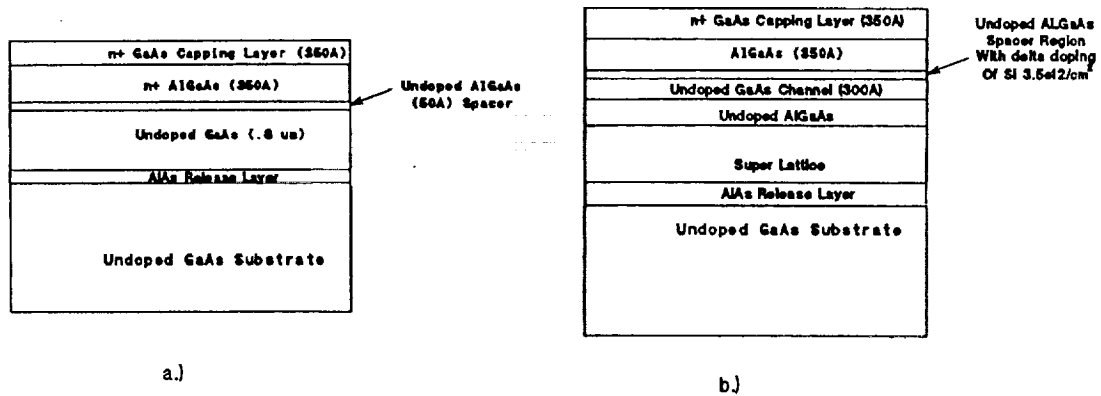 n+ GaAs Capping Layer (350A)
n+ AlGaAs (350A)
Undoped AlGaAs
(50A) Spacer
Undoped GaAs (.8 um)
AlAs Release Layer
Undoped GaAs Substrate
a.)
n+ GaAs Capping Layer (350A)
AlGaAs (350A)
Undoped ALGaAs
Spacer Region
With delta doping
Of Si 3.5e12/cm²
Undoped GaAs Channel (300A)
Undoped AlGaAs
Super Lattice
AlAs Release Layer
Undoped GaAs Substrate
b.)